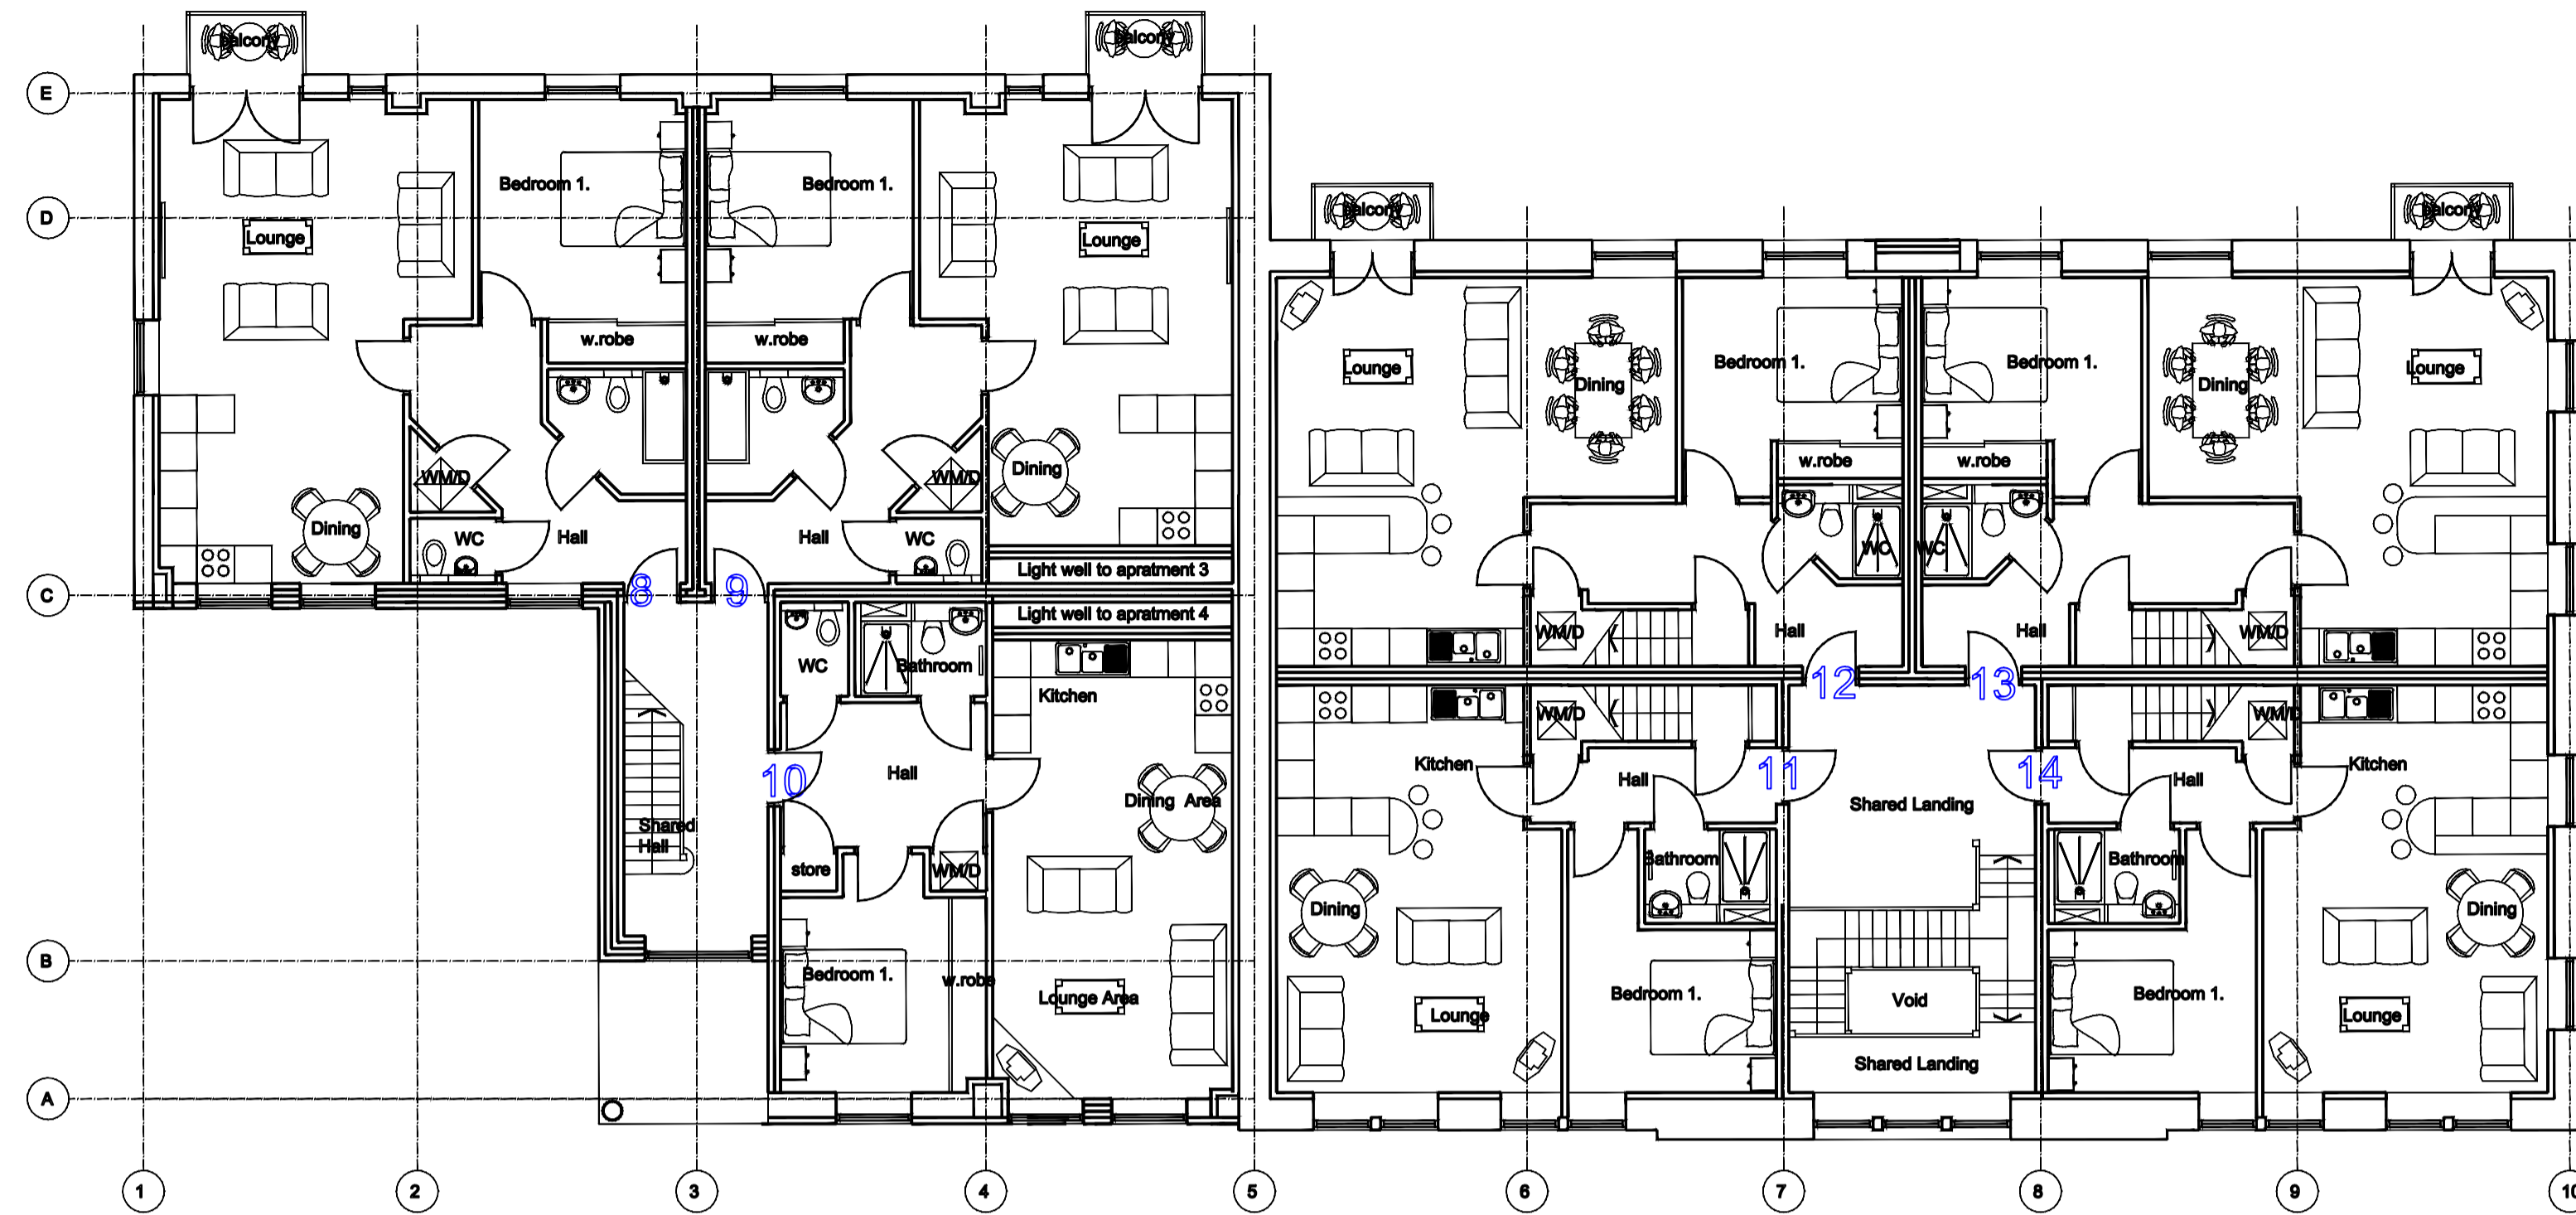 balcony
balcony
E
Bedroom 1.
Bedroom 1.
D
Lounge
Lounge
balcony
balcony
w.robe
w.robe
Bedroom 1.
Bedroom 1.
Lounge
Dining
Dining
Lounge
WM/D
WM/D
Dining
w.robe
w.robe
Dining
WC
Hall
Hall
WC
WC
WC
Light well to apratment 3
C
8
9
Light well to apratment 4
WM/D
Hall
Hall
WM/D
WC
Bathroom
12
13
Kitchen
WM/D
WM/D
10
Hall
Kitchen
Hall
11
14
Hall
Kitchen
Dining Area
Shared Landing
Shared
Hall
store
WM/D
Bathroom
Bathroom
Dining
Dining
B
Bedroom 1.
w.robe
Lounge Area
Bedroom 1.
Void
Bedroom 1.
Lounge
Lounge
Shared Landing
A
1
2
3
4
5
6
7
8
9
10